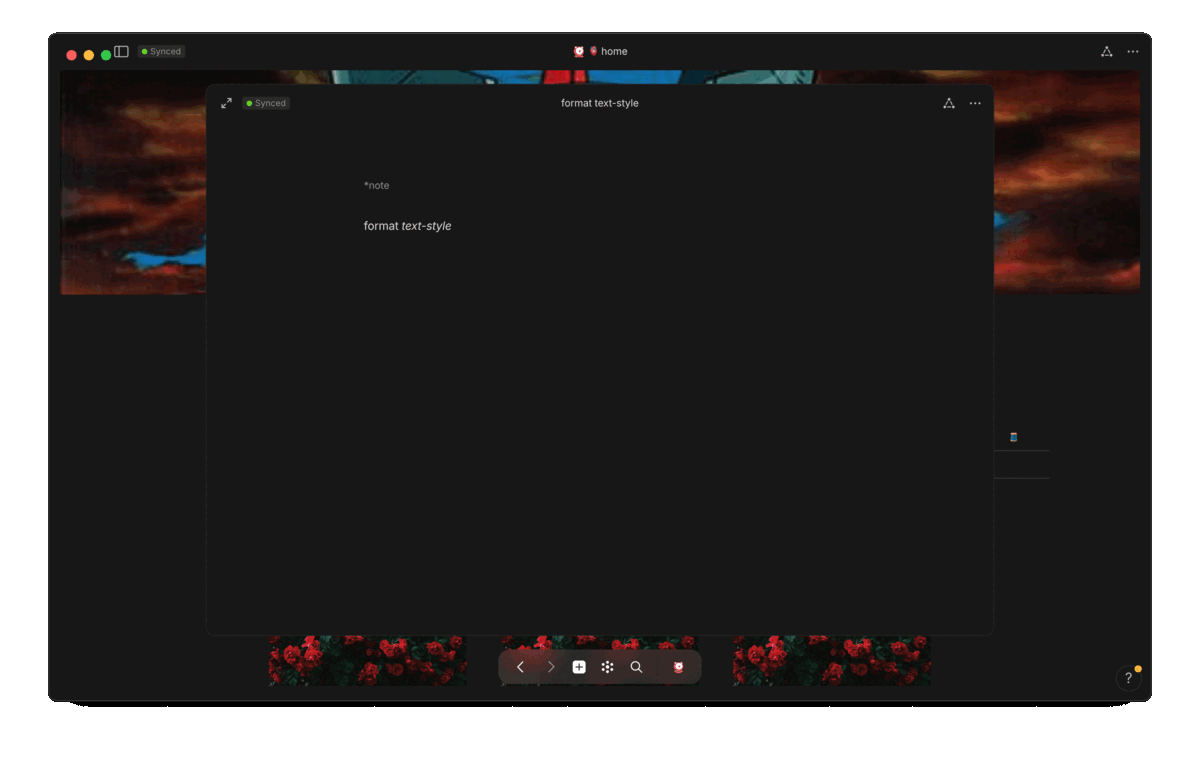 Synced
home
Synced
format text-style
*note
format text-style
?